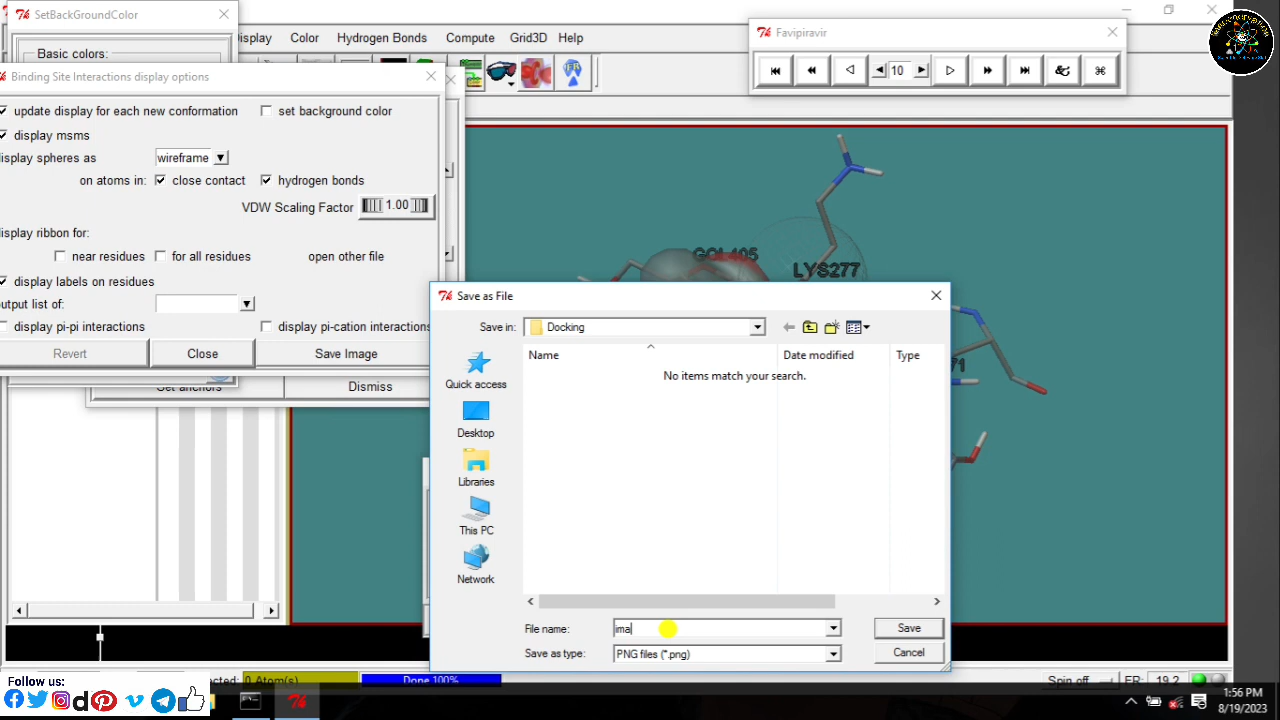 SetBackGroundColor
Basic colors:
Display Color Hydrogen Bonds Compute Grid3D Help
Favipiravir
10
Binding Site Interactions display options
update display for each new conformation
set background color
display msms
display spheres as wireframe
on atoms in: close contact hydrogen bonds
VDW Scaling Factor 1.00
display ribbon for:
near residues for all residues open other file
display labels on residues
output list of:
display pi-pi interactions display pi-cation interactions
Revert Close Save Image
Set anchors Dismiss
LYS277
Save as File
Save in: Docking
Name Date modified Type
No items match your search.
Quick access
Desktop
Libraries
This PC
Network
File name: ima
Save
Save as type: PNG files (*.png)
Cancel
Follow us:
0 Atom(s)
Done 100%
Spin off FR: 19.2
1:56 PM
8/19/2023